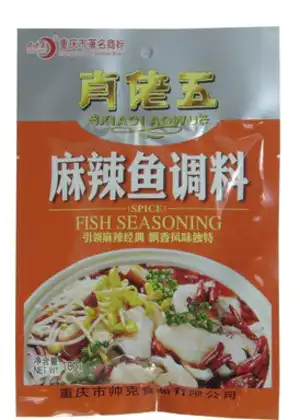 重庆市著名商标
肖佬五
XIAOLAOWU
麻辣鱼调料
(SPICE)
FISH SEASONING
引领麻辣经典 飘香风味独特
净含量
NET WT
重庆市帅克食品有限公司